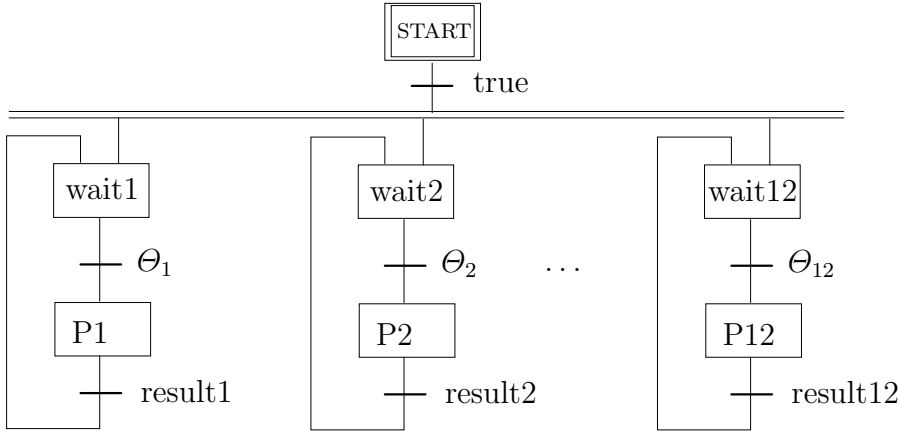 START
true
wait1 wait2 wait12
Θ₁ Θ₂ ... Θ₁₂
P1 P2 P12
result1 result2 result12